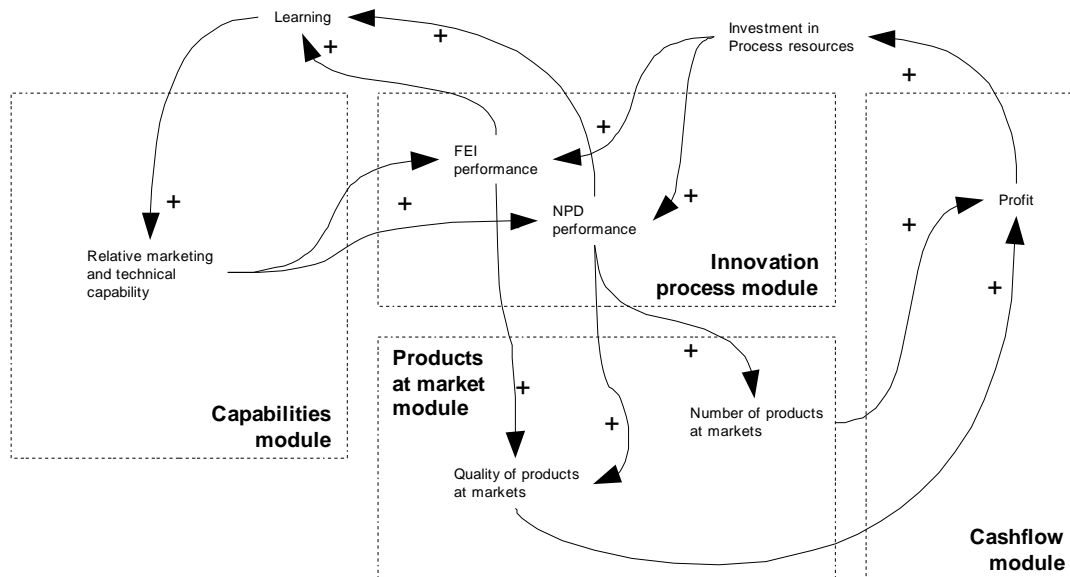 Learning
+
+
Investment in
Process resources
+
+
FEI
performance
+
+
+
NPD
performance
+
Profit
+
Relative marketing
and technical
capability
Innovation
process module
+
+
Products
at market
module
+
+
Number of products
at markets
Capabilities
module
+
Quality of products
at markets
Cashflow
module